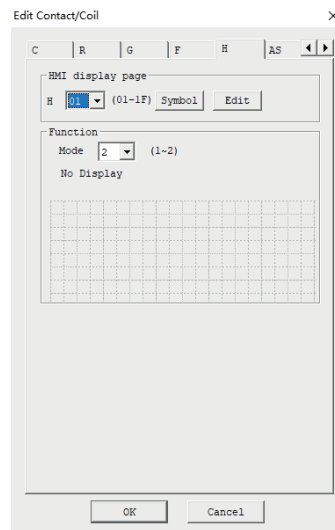 Edit Contact/Coil
C R G F H AS
HMI display page
H 01 (01-1F) Symbol Edit
Function
Mode 2 (1~2)
No Display
OK Cancel